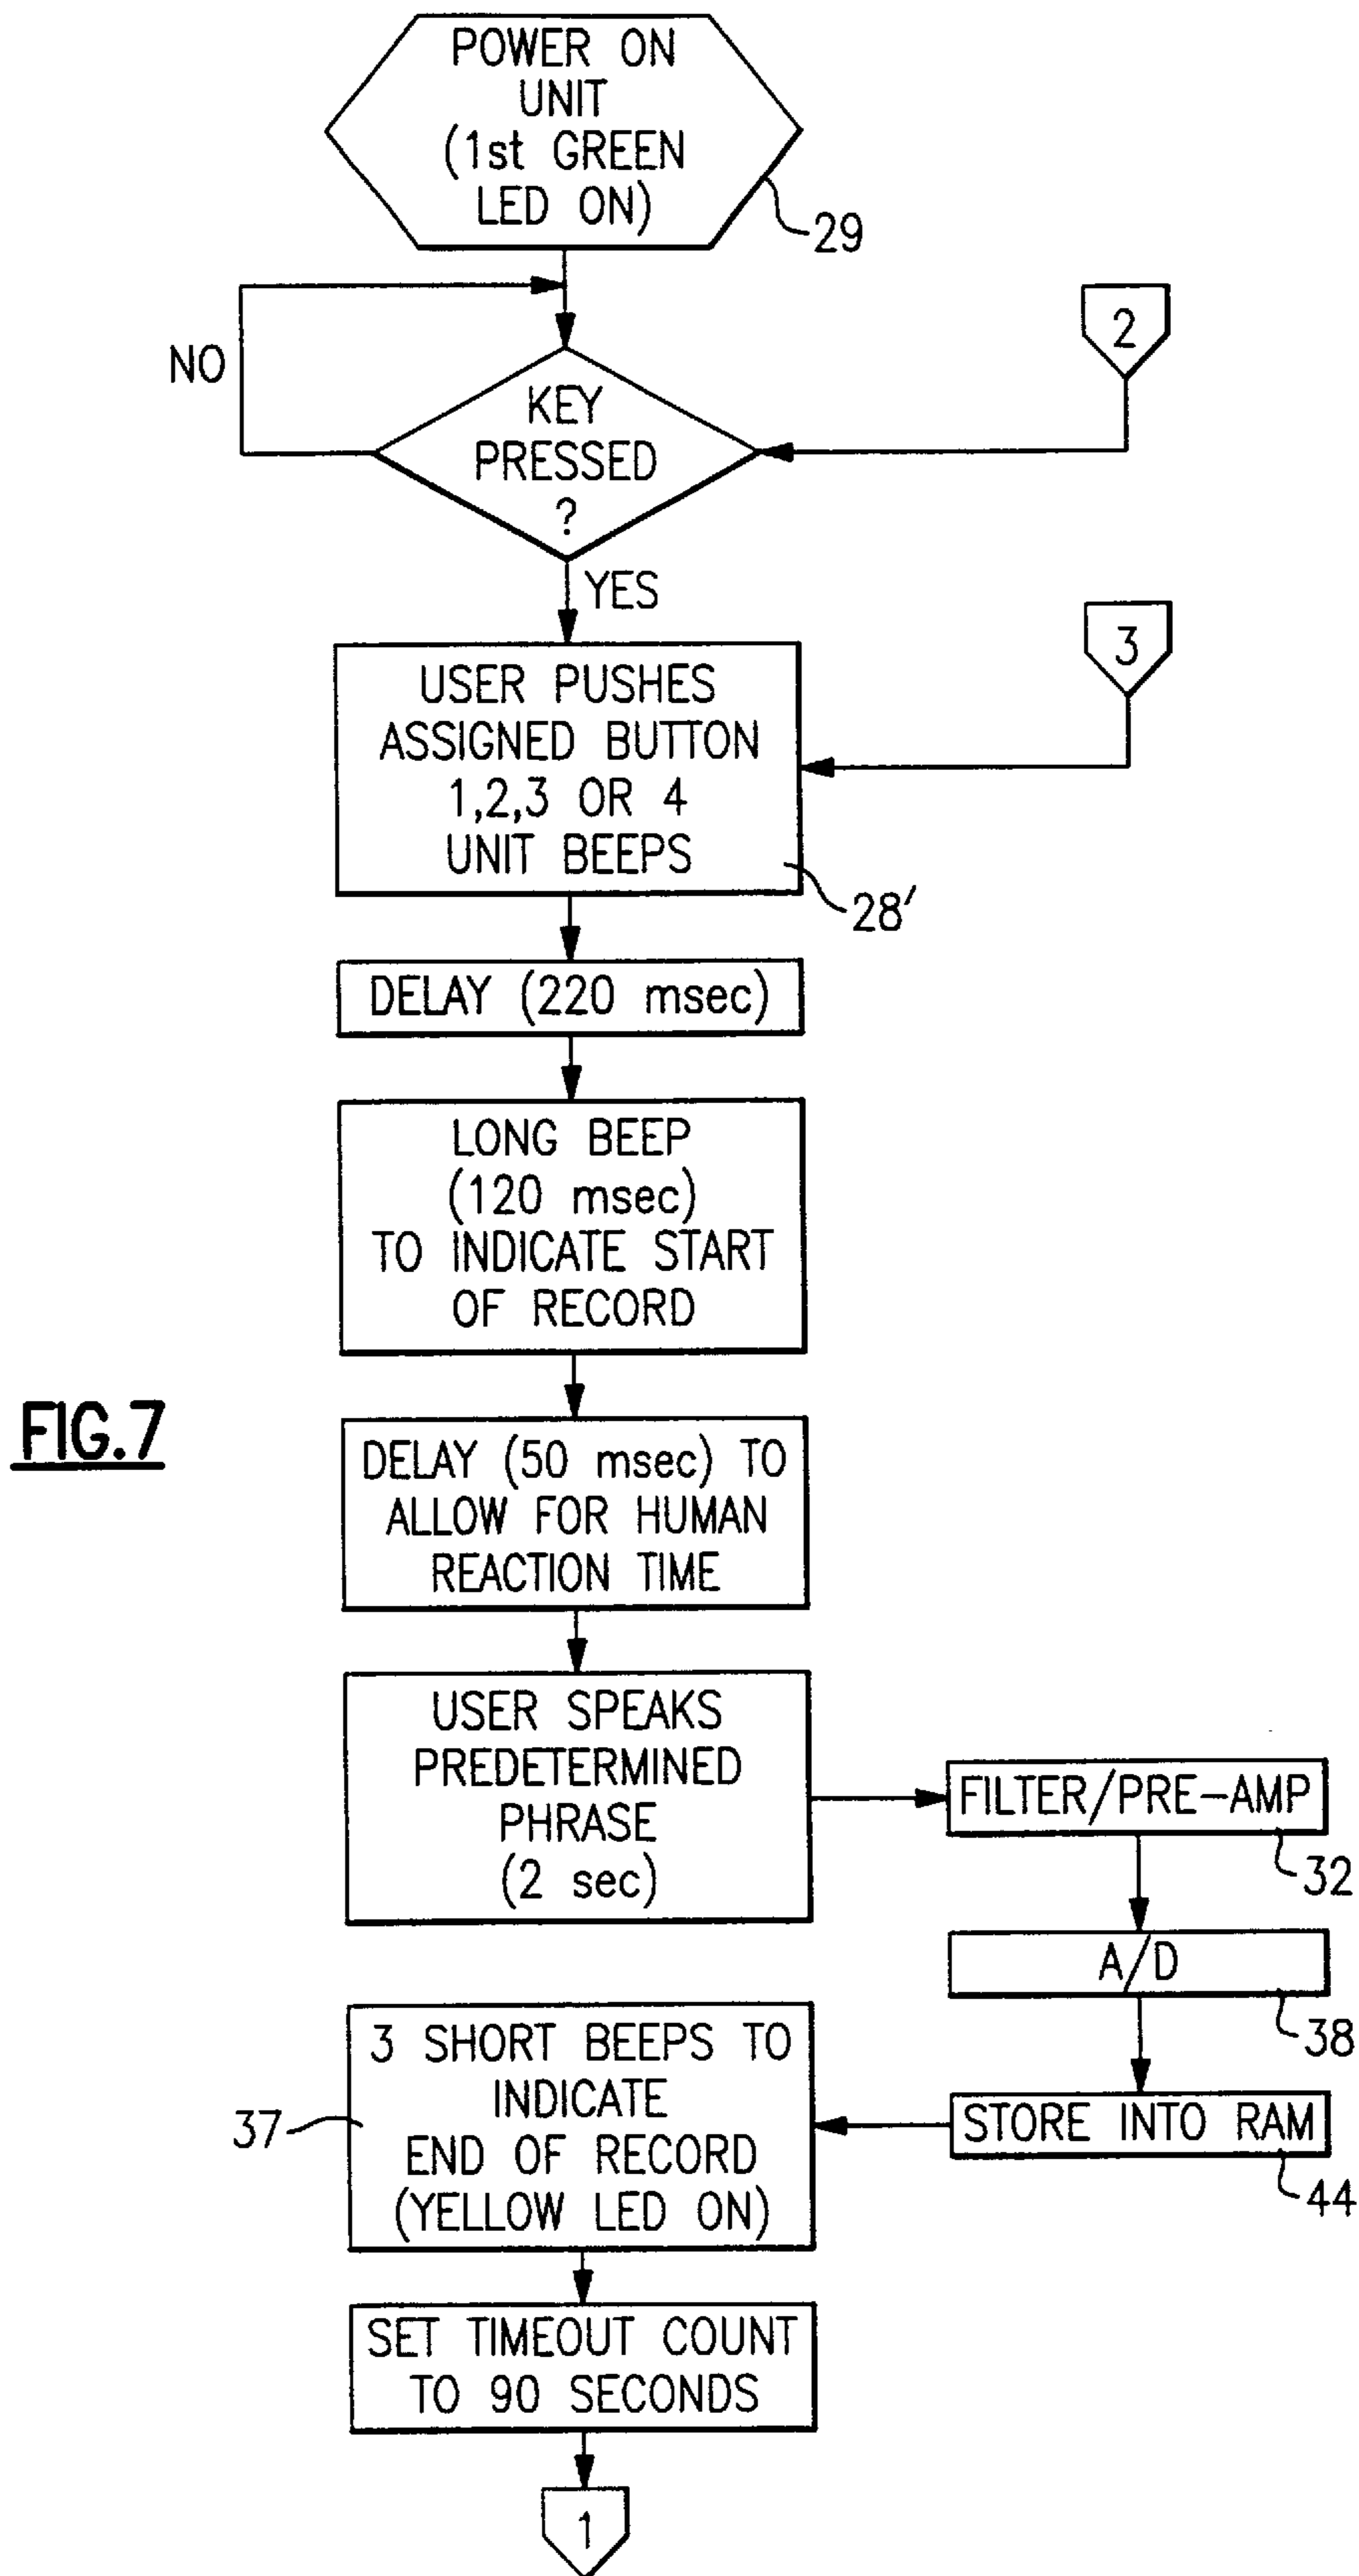 POWER ON
UNIT
(1st GREEN
LED ON)
29
NO
2
KEY
PRESSED
?
YES
3
USER PUSHES
ASSIGNED BUTTON
1,2,3 OR 4
UNIT BEEPS
28'
DELAY (220 msec)
LONG BEEP
(120 msec)
TO INDICATE START
OF RECORD
FIG.7
DELAY (50 msec) TO
ALLOW FOR HUMAN
REACTION TIME
USER SPEAKS
PREDETERMINED
PHRASE
(2 sec)
FILTER/PRE-AMP
32
A/D
38
STORE INTO RAM
44
3 SHORT BEEPS TO
INDICATE
END OF RECORD
(YELLOW LED ON)
37
SET TIMEOUT COUNT
TO 90 SECONDS
1